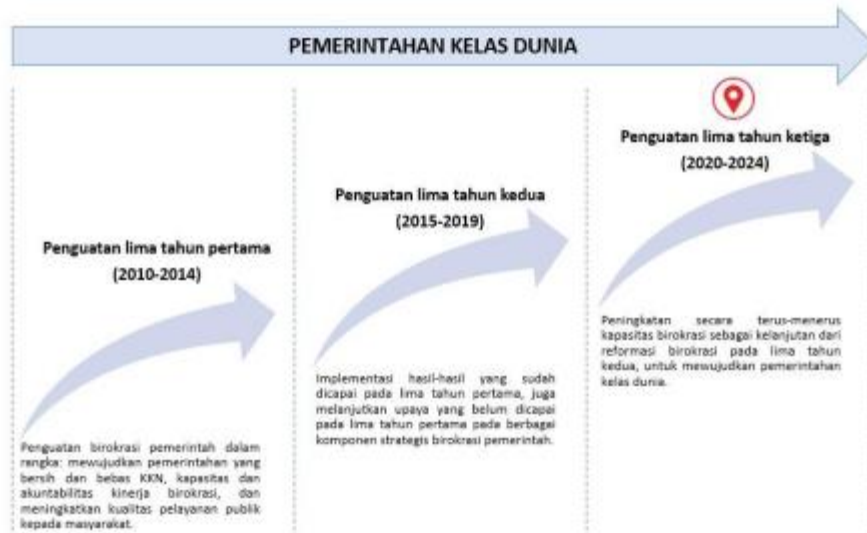 PEMERINTAHAN KELAS DUNIA
Penguatan lima tahun pertama
(2010-2014)
Penguatan birokrasi pemerintah dalam
rangka: mewujudkan pemerintahan yang
bersih dan bebas KKN, kapasitas dan
akuntabilitas kinerja birokrasi, dan
meningkatkan kualitas pelayanan publik
kepada masyarakat.
Penguatan lima tahun kedua
(2015-2019)
Implementasi hasil-hasil yang sudah
dicapai pada lima tahun pertama, juga
melanjutkan upaya yang belum dicapai
pada lima tahun pertama pada berbagai
komponen strategis birokrasi pemerintah.
Penguatan lima tahun ketiga
(2020-2024)
Peningkatan secara terus-menerus
kapasitas birokrasi sebagai kelanjutan dari
reformasi birokrasi pada lima tahun
kedua, untuk mewujudkan pemerintahan
kelas dunia.